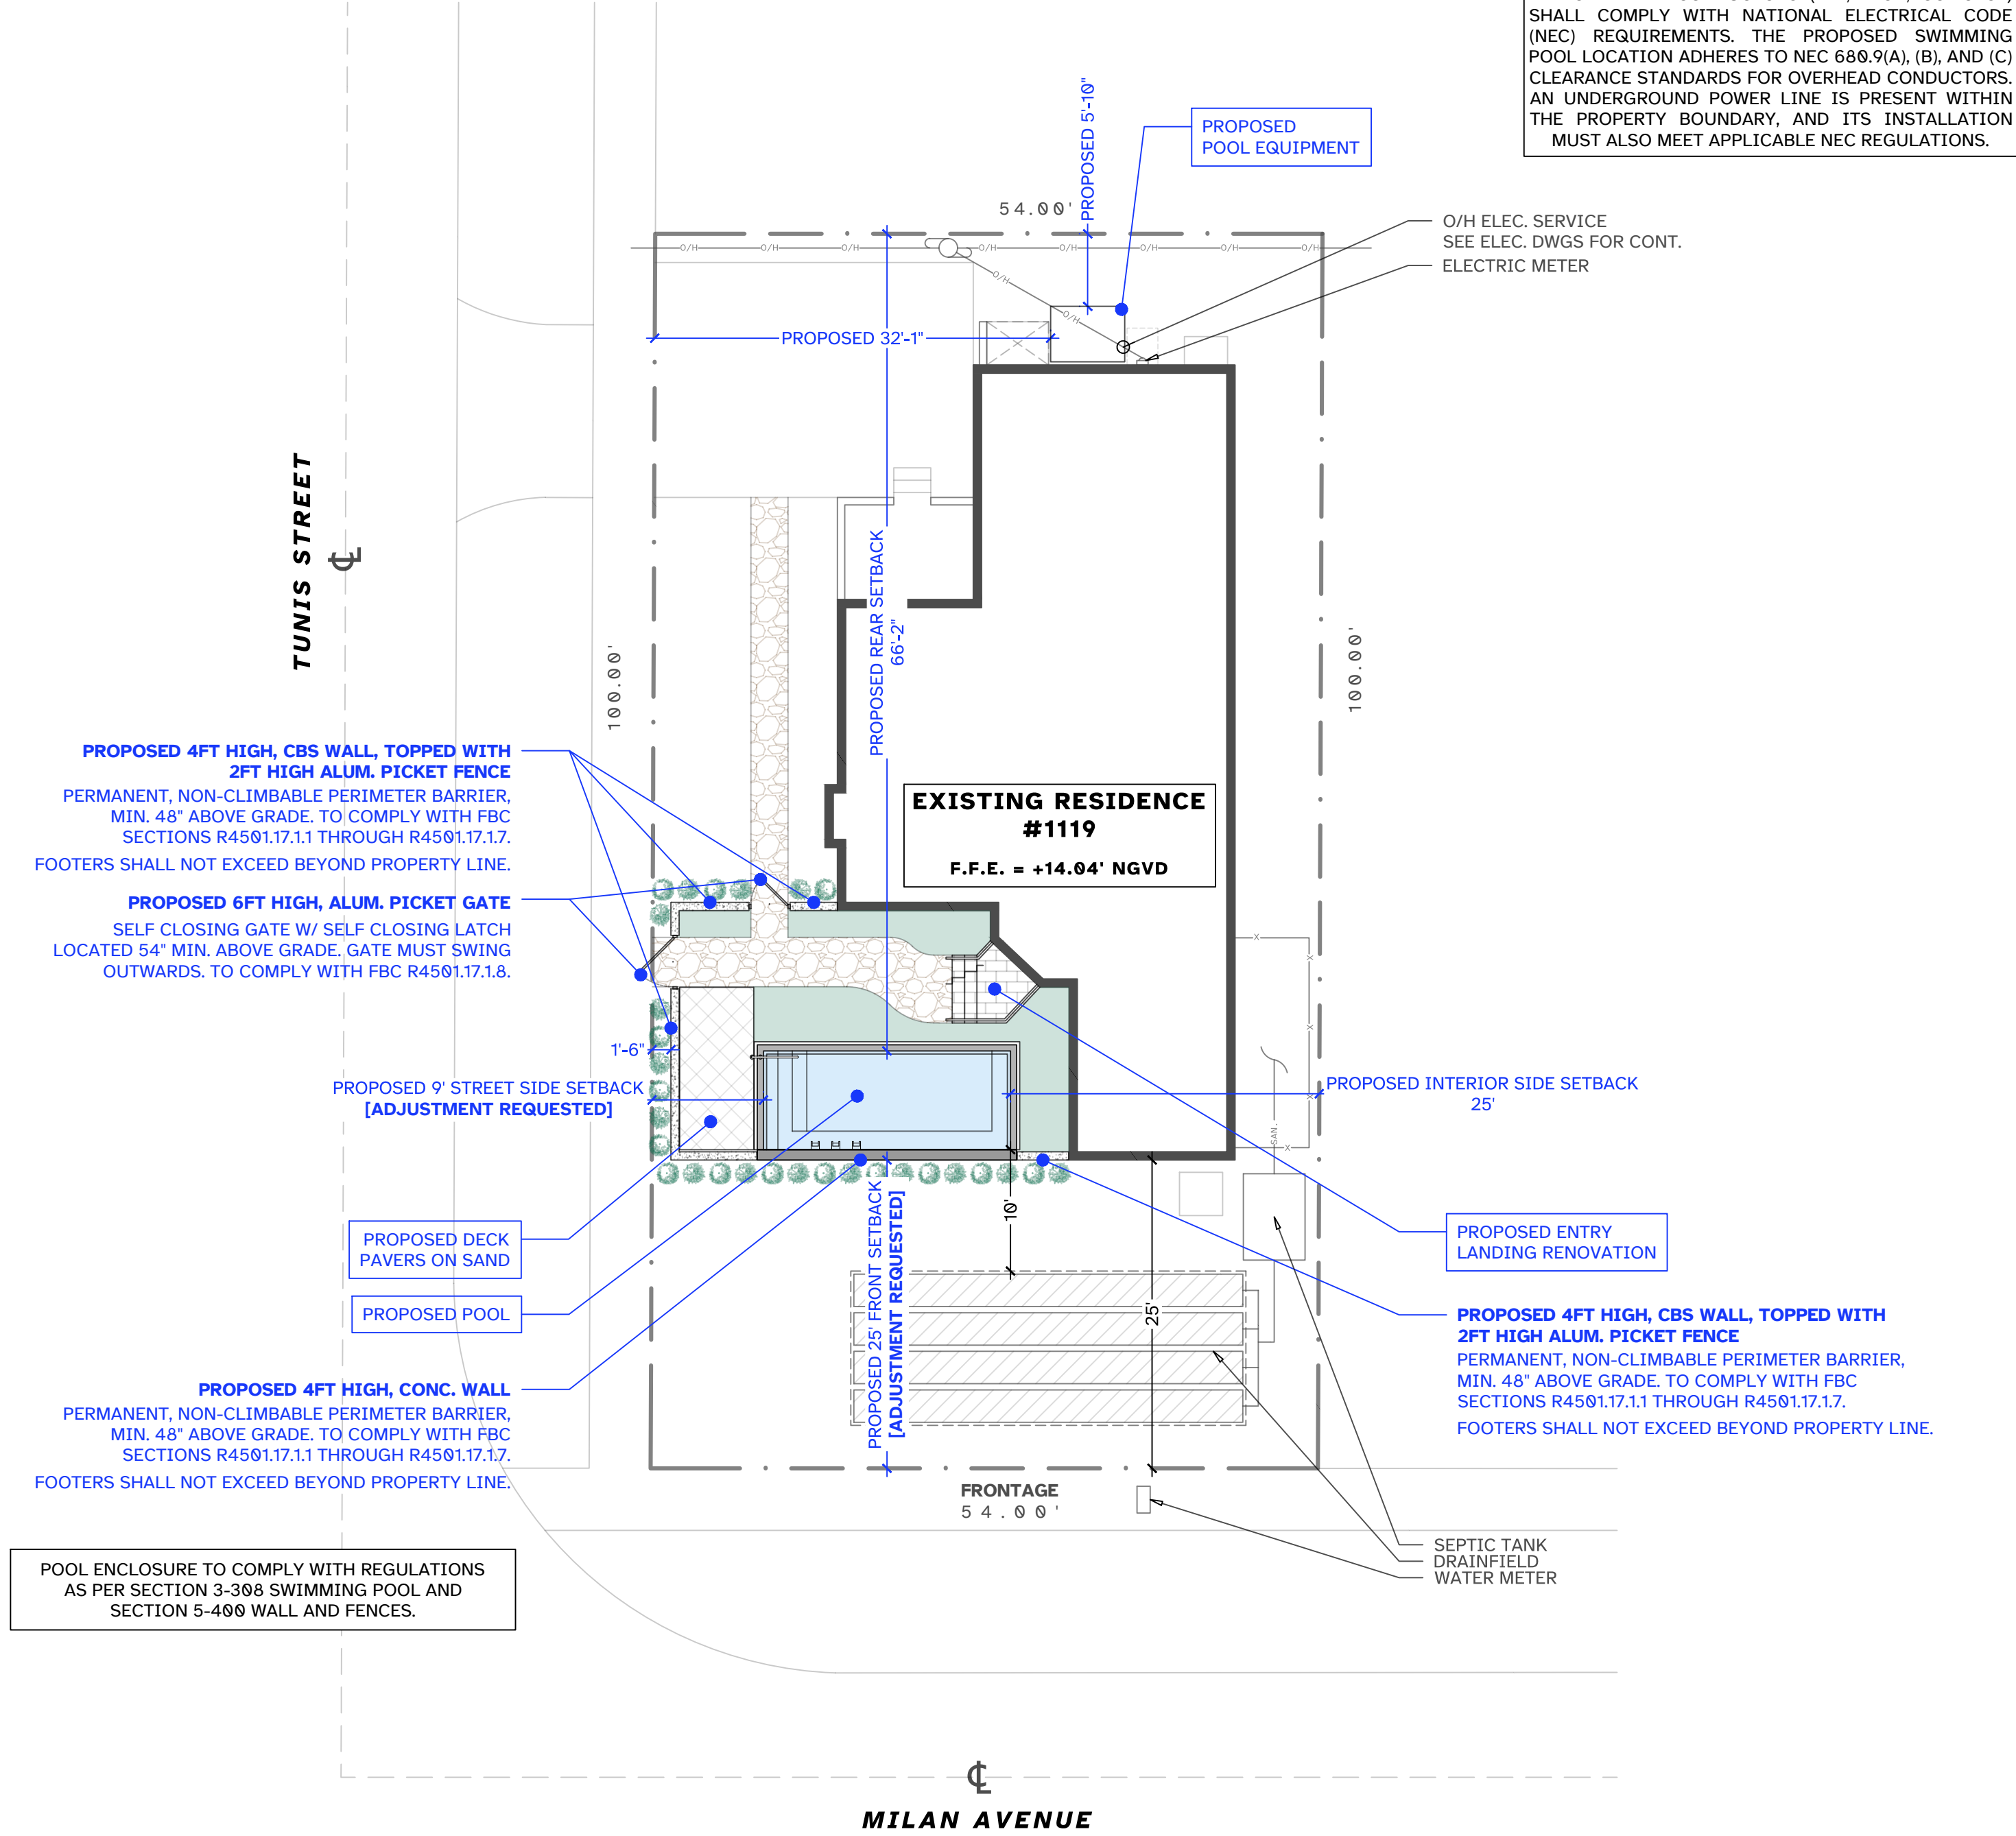 SHALL COMPLY WITH NATIONAL ELECTRICAL CODE
(NEC) REQUIREMENTS. THE PROPOSED SWIMMING
POOL LOCATION ADHERES TO NEC 680.9(A), (B), AND (C)
CLEARANCE STANDARDS FOR OVERHEAD CONDUCTORS.
AN UNDERGROUND POWER LINE IS PRESENT WITHIN
THE PROPERTY BOUNDARY, AND ITS INSTALLATION
MUST ALSO MEET APPLICABLE NEC REGULATIONS.
PROPOSED 5'-10"
PROPOSED
POOL EQUIPMENT
54.00'
O/H ELEC. SERVICE
SEE ELEC. DWGS FOR CONT.
ELECTRIC METER
O/H
O/H
O/H
O/H
O/H
O/H
O/H
O/H
O/H
O/H
PROPOSED 32'-1"
TUNIS STREET
℄
100.00'
100.00'
PROPOSED REAR SETBACK
66'-2"
PROPOSED 4FT HIGH, CBS WALL, TOPPED WITH
2FT HIGH ALUM. PICKET FENCE
PERMANENT, NON-CLIMBABLE PERIMETER BARRIER,
MIN. 48" ABOVE GRADE. TO COMPLY WITH FBC
SECTIONS R4501.17.1.1 THROUGH R4501.17.1.7.
FOOTERS SHALL NOT EXCEED BEYOND PROPERTY LINE.
EXISTING RESIDENCE
#1119
F.F.E. = +14.04' NGVD
PROPOSED 6FT HIGH, ALUM. PICKET GATE
SELF CLOSING GATE W/ SELF CLOSING LATCH
LOCATED 54" MIN. ABOVE GRADE. GATE MUST SWING
OUTWARDS. TO COMPLY WITH FBC R4501.17.1.8.
X
X
X
X
X
1'-6"
PROPOSED 9' STREET SIDE SETBACK
[ADJUSTMENT REQUESTED]
PROPOSED INTERIOR SIDE SETBACK
25'
SAN.
PROPOSED 25' FRONT SETBACK
[ADJUSTMENT REQUESTED]
10'
25'
PROPOSED DECK
PAVERS ON SAND
PROPOSED ENTRY
LANDING RENOVATION
PROPOSED POOL
PROPOSED 4FT HIGH, CBS WALL, TOPPED WITH
2FT HIGH ALUM. PICKET FENCE
PERMANENT, NON-CLIMBABLE PERIMETER BARRIER,
MIN. 48" ABOVE GRADE. TO COMPLY WITH FBC
SECTIONS R4501.17.1.1 THROUGH R4501.17.1.7.
FOOTERS SHALL NOT EXCEED BEYOND PROPERTY LINE.
PROPOSED 4FT HIGH, CONC. WALL
PERMANENT, NON-CLIMBABLE PERIMETER BARRIER,
MIN. 48" ABOVE GRADE. TO COMPLY WITH FBC
SECTIONS R4501.17.1.1 THROUGH R4501.17.1.7.
FOOTERS SHALL NOT EXCEED BEYOND PROPERTY LINE.
FRONTAGE
54.00'
SEPTIC TANK
DRAINFIELD
WATER METER
POOL ENCLOSURE TO COMPLY WITH REGULATIONS
AS PER SECTION 3-308 SWIMMING POOL AND
SECTION 5-400 WALL AND FENCES.
℄
MILAN AVENUE